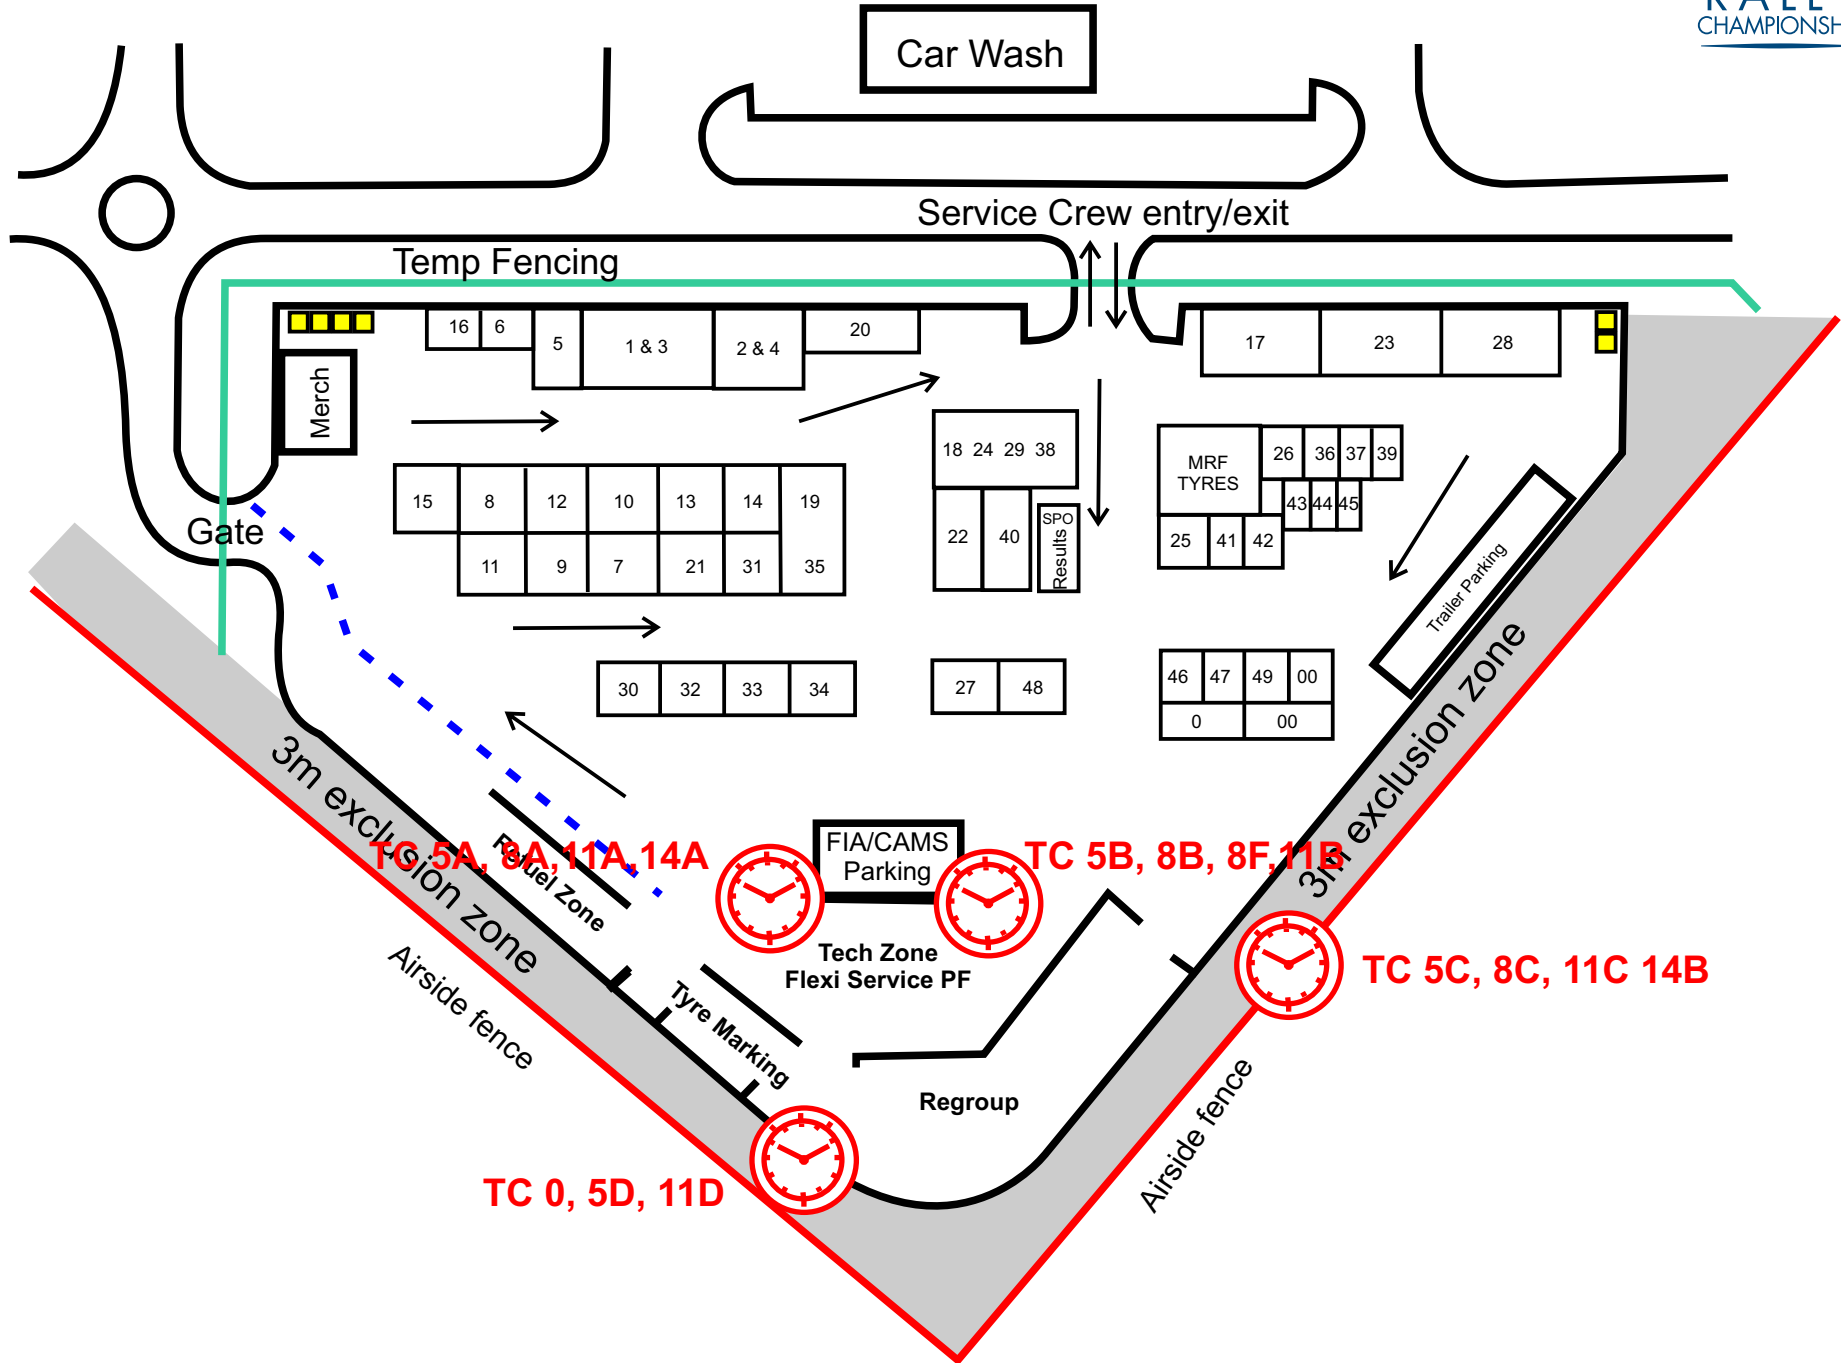 CHAMPIONSH
Car Wash
Service Crew entry/exit
Temp Fencing
16 6
5
1 & 3
2 & 4
20
17
23
28
Merch
18 24 29 38
MRF
TYRES
26 36 37 39
43 44 45
15 8 12 10 13 14 19
22 40
SPO
Results
25 41 42
Gate
11 9 7 21 31 35
Trailer Parking
30 32 33 34
27 48
46 47 49 00
0 00
3m exclusion zone
3m exclusion zone
TC 5A, 8A,11A,14A
Refuel Zone
FIA/CAMS
Parking
TC 5B, 8B, 8F,11B
Tech Zone
Flexi Service PF
TC 5C, 8C, 11C 14B
Airside fence
Tyre Marking
Regroup
Airside fence
TC 0, 5D, 11D